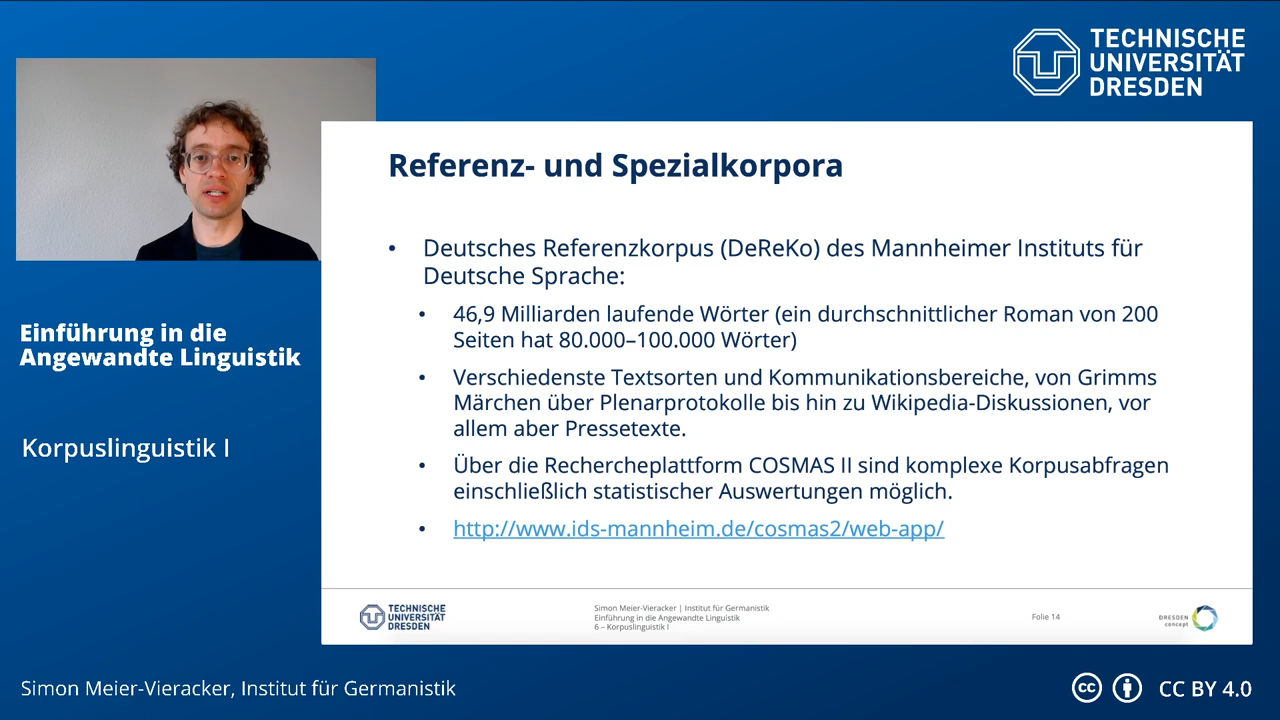 TECHNISCHE
UNIVERSITÄT
DRESDEN
Referenz- und Spezialkorpora
• Deutsches Referenzkorpus (DeReKo) des Mannheimer Instituts für
Deutsche Sprache:
• 46,9 Milliarden laufende Wörter (ein durchschnittlicher Roman von 200
Seiten hat 80.000–100.000 Wörter)
• Verschiedenste Textsorten und Kommunikationsbereiche, von Grimms
Märchen über Plenarprotokolle bis hin zu Wikipedia-Diskussionen, vor
allem aber Pressetexte.
• Über die Rechercheplattform COSMAS II sind komplexe Korpusabfragen
einschließlich statistischer Auswertungen möglich.
• http://www.ids-mannheim.de/cosmas2/web-app/
Einführung in die
Angewandte Linguistik
Korpuslinguistik I
TECHNISCHE
UNIVERSITÄT
DRESDEN
Simon Meier-Vieracker | Institut für Germanistik
Einführung in die Angewandte Linguistik
6 – Korpuslinguistik I
Folie 14
DRESDEN
concept
Simon Meier-Vieracker, Institut für Germanistik
cc CC BY 4.0